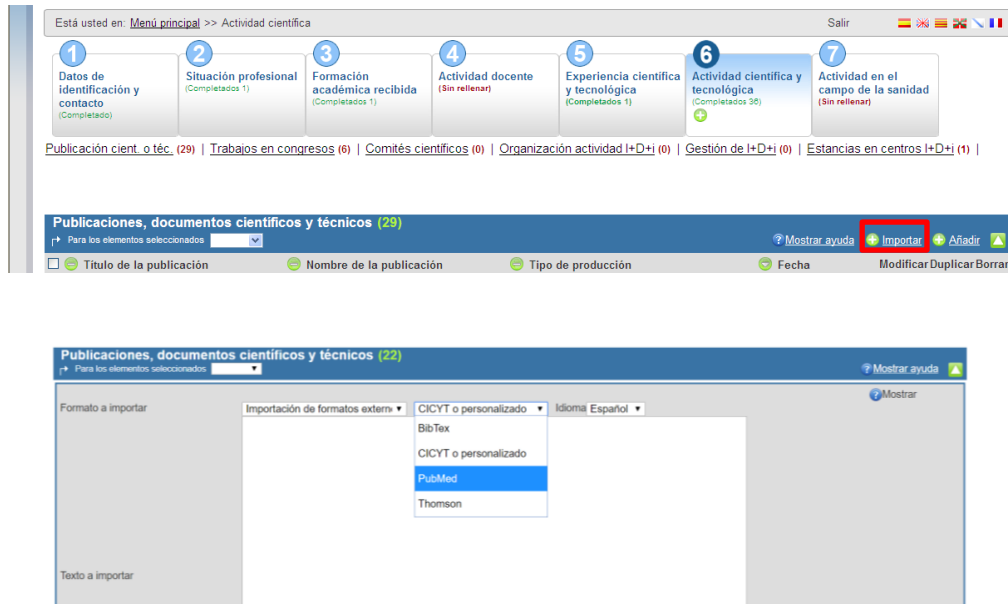 Está usted en: Menú principal >> Actividad científica Salir
1 2 3 4 5 6 7
Datos de identificación y contacto
(Completado)
Situación profesional
(Completados 1)
Formación académica recibida
(Completados 1)
Actividad docente
(Sin rellenar)
Experiencia científica y tecnológica
(Completados 1)
Actividad científica y tecnológica
(Completados 36)
Actividad en el campo de la sanidad
(Sin rellenar)
Publicación cient. o téc. (29) | Trabajos en congresos (6) | Comités científicos (0) | Organización actividad I+D+i (0) | Gestión de I+D+i (0) | Estancias en centros I+D+i (1) |
Publicaciones, documentos científicos y técnicos (29)
Para los elementos seleccionados ? Mostrar ayuda Importar Añadir
Título de la publicación Nombre de la publicación Tipo de producción Fecha Modificar Duplicar Borrar
Publicaciones, documentos científicos y técnicos (22)
Para los elementos seleccionados ? Mostrar ayuda
? Mostrar
Formato a importar Importación de formatos extern CICYT o personalizado Idioma Español
BibTex
CICYT o personalizado
PubMed
Thomson
Texto a importar